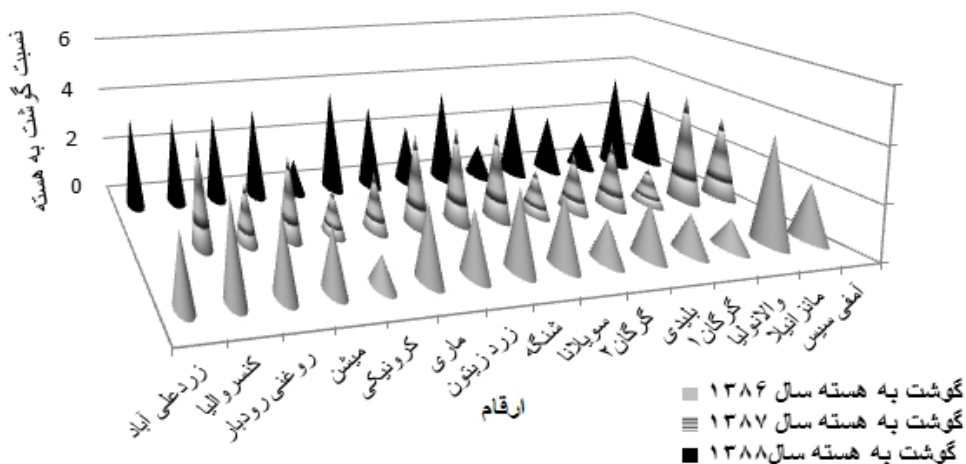 نسبت گوشت به هسته
6
4
2
0
زردعلی آباد
کنسروالیا
روغنی رودبار
میشن
کرونیکی
ماری
زرد زیتون
شنگه
سویلانا
گرگان۲
بلیدی
گرگان۱
والانولیا
مانزانیلا
آمفی سیس
ارقام
گوشت به هسته سال ۱۳۸۶
گوشت به هسته سال ۱۳۸۷
گوشت به هسته سال۱۳۸۸